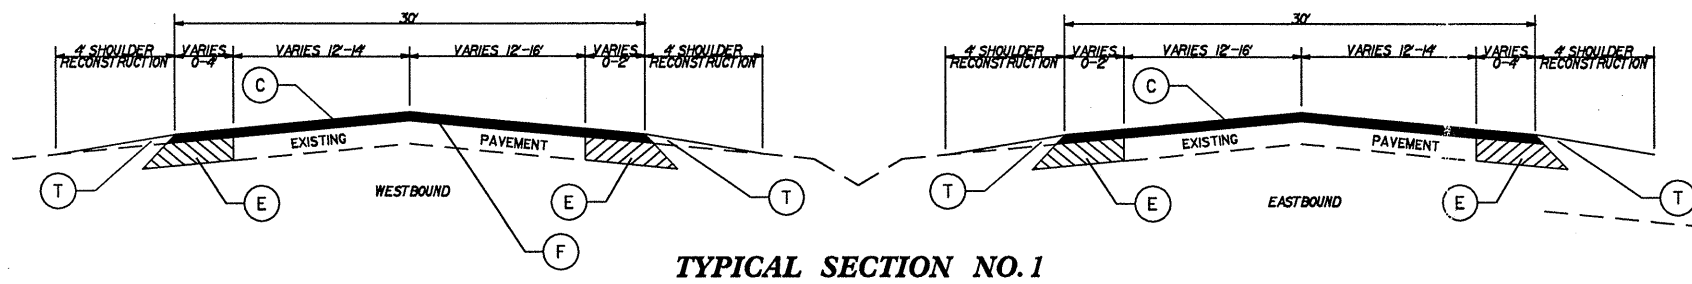 30' 30'
4' SHOULDER RECONSTRUCTION VARIES 0-4' VARIES 12'-14' VARIES 12'-16' VARIES 0-2' 4' SHOULDER RECONSTRUCTION
4' SHOULDER RECONSTRUCTION VARIES 0-2' VARIES 12'-16' VARIES 12'-14' VARIES 0-4' 4' SHOULDER RECONSTRUCTION
C C
EXISTING PAVEMENT EXISTING PAVEMENT
T E WESTBOUND E T T E EASTBOUND E T
F
TYPICAL SECTION NO. 1